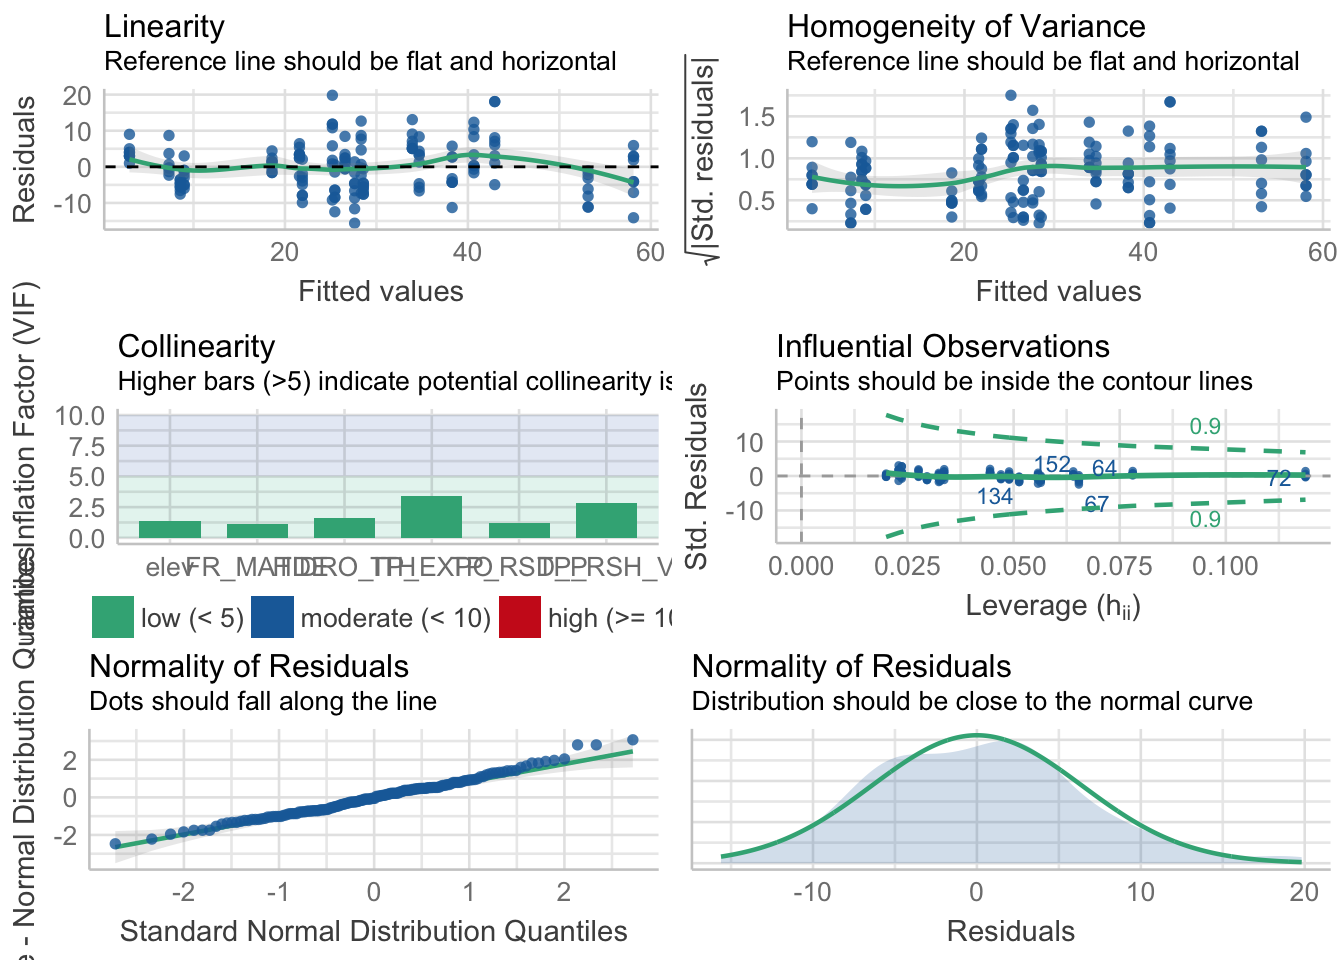 Linearity
Reference line should be flat and horizontal
Residuals
20
10
0
-10
20 40 60
Fitted values
Homogeneity of Variance
Reference line should be flat and horizontal
√|Std. residuals|
1.5
1.0
0.5
20 40 60
Fitted values
Collinearity
Higher bars (>5) indicate potential collinearity is
Inflation Factor (VIF)
10.0
7.5
5.0
2.5
0.0
elev
low (< 5) moderate (< 10) high (>= 10
Influential Observations
Points should be inside the contour lines
Std. Residuals
10
0
-10
0.9
152 64
72
134
67
0.9
0.000 0.025 0.050 0.075 0.100
Leverage (hii)
Normality of Residuals
Dots should fall along the line
e - Normal Distribution Quantiles
2
0
-2
-2 -1 0 1 2
Standard Normal Distribution Quantiles
Normality of Residuals
Distribution should be close to the normal curve
-10 0 10 20
Residuals